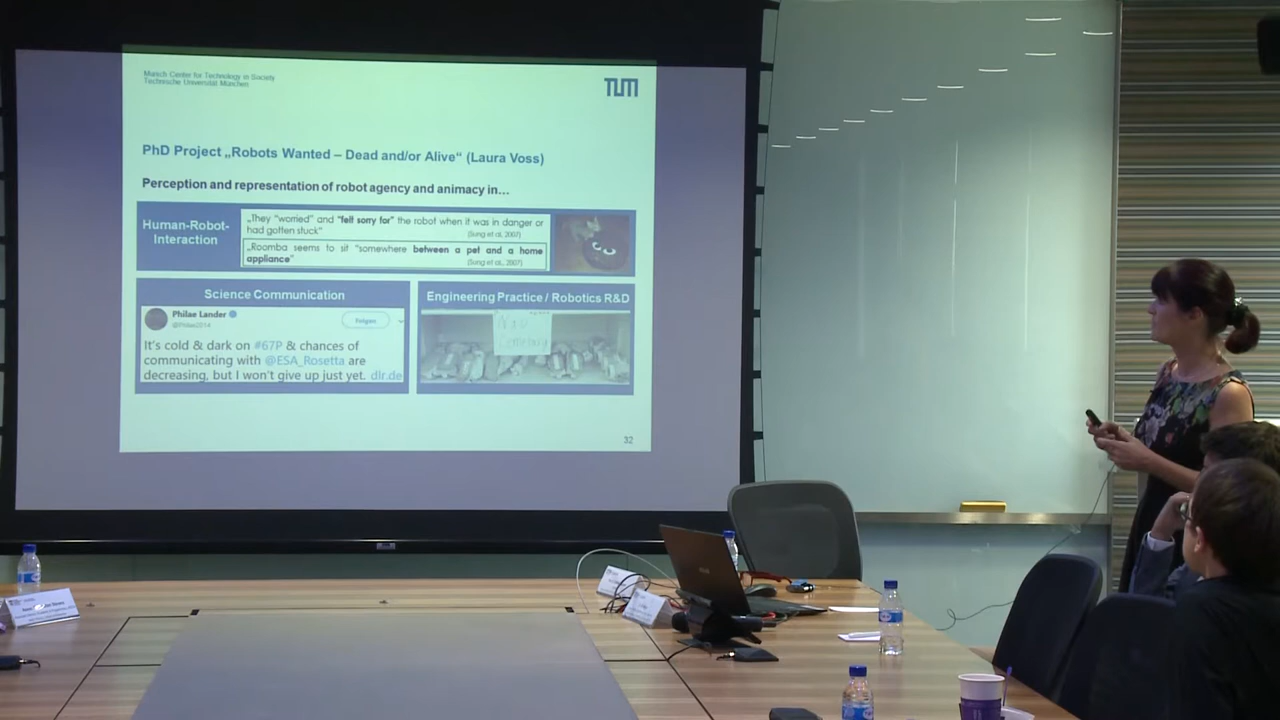 Munich Center for Technology in Society
Technische Universität München
TUM
PhD Project „Robots Wanted – Dead and/or Alive“ (Laura Voss)
Perception and representation of robot agency and animacy in…
Human-Robot-
Interaction
„They “worried” and “felt sorry for” the robot when it was in danger or
had gotten stuck”
(Sung et al., 2007)
„Roomba seems to sit “somewhere between a pet and a home
appliance”
(Sung et al., 2007)
Science Communication
Philae Lander
@Philae2014
Folgen
It's cold & dark on #67P & chances of
communicating with @ESA_Rosetta are
decreasing, but I won't give up just yet. dlr.de
Engineering Practice / Robotics R&D
Nao
Cemetery
32